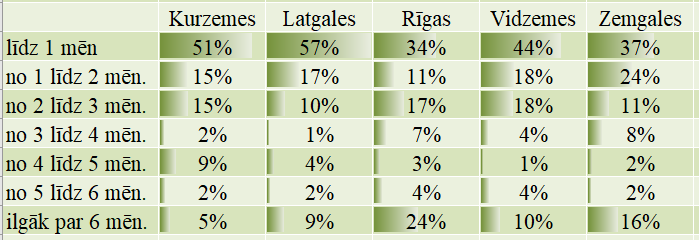 Kurzemes Latgales Rīgas Vidzemes Zemgales
līdz 1 mēn 51% 57% 34% 44% 37%
no 1 līdz 2 mēn. 15% 17% 11% 18% 24%
no 2 līdz 3 mēn. 15% 10% 17% 18% 11%
no 3 līdz 4 mēn. 2% 1% 7% 4% 8%
no 4 līdz 5 mēn. 9% 4% 3% 1% 2%
no 5 līdz 6 mēn. 2% 2% 4% 4% 2%
ilgāk par 6 mēn. 5% 9% 24% 10% 16%